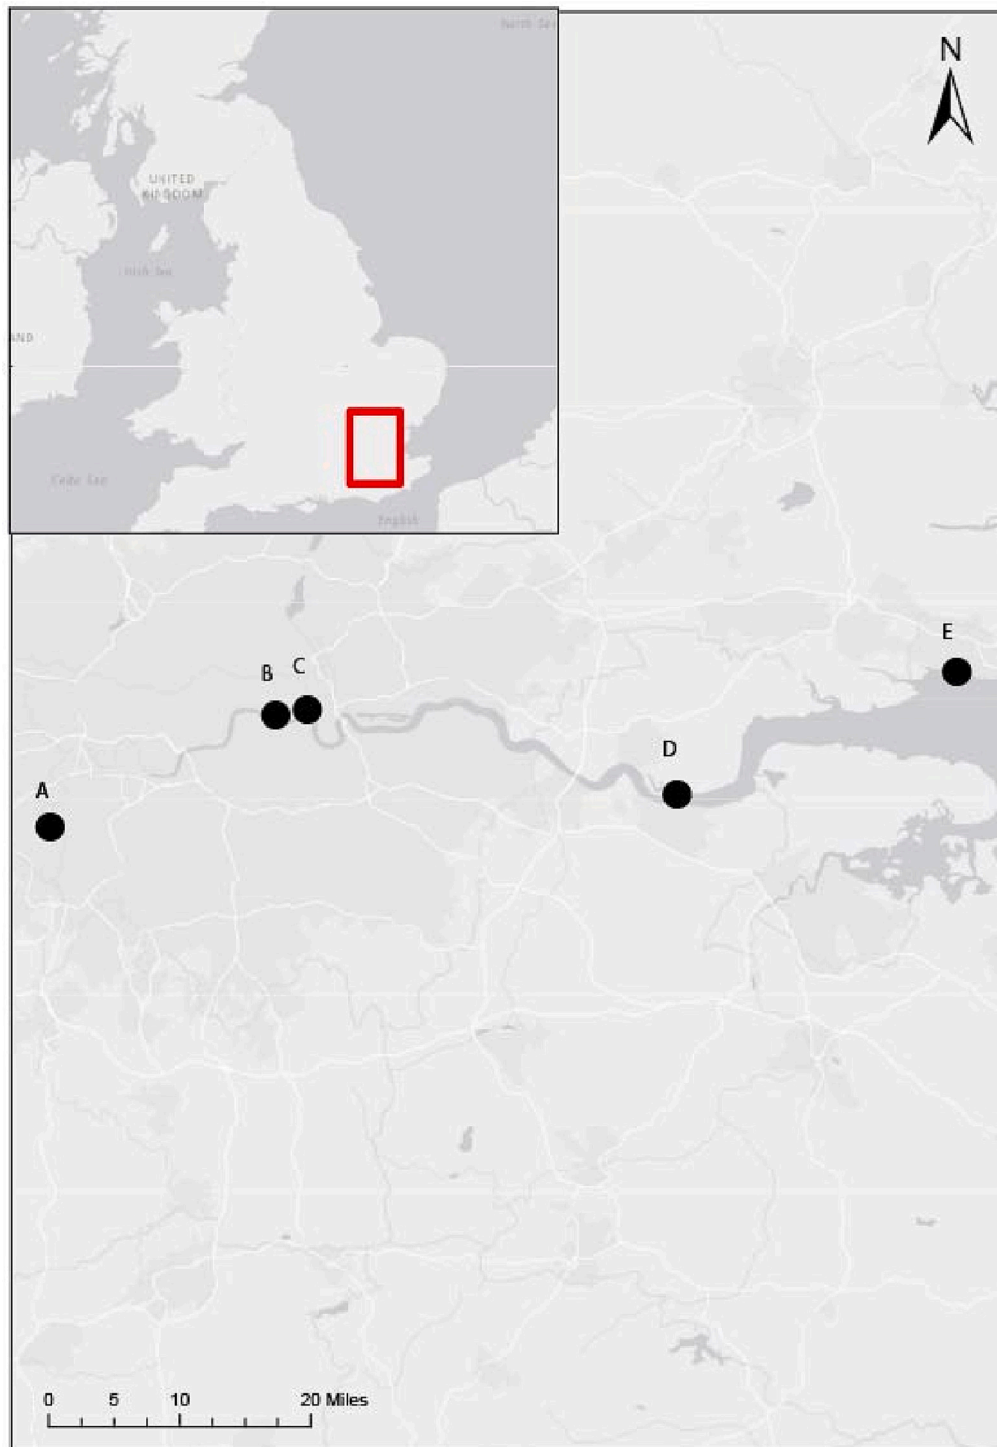 North Sea
N
UNITED
KINGDOM
Irish Sea
AND
Celtic Sea
English
E
B
C
D
A
0 5 10 20 Miles